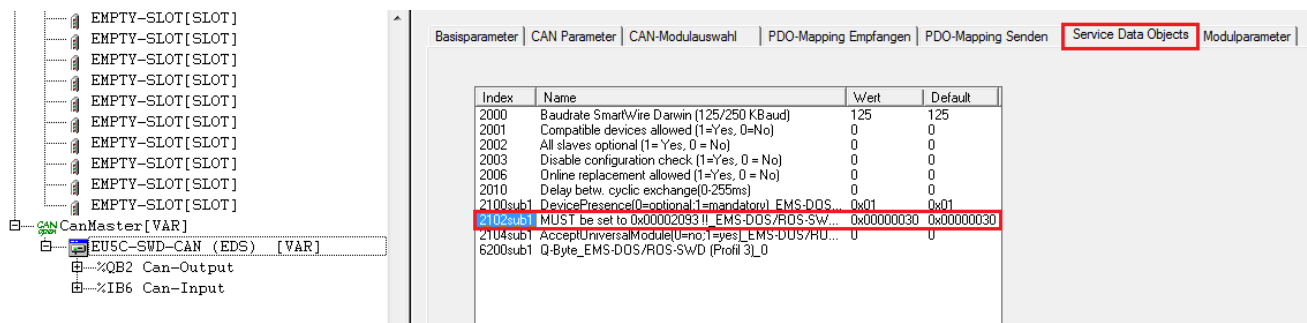 EMPTY-SLOT[SLOT]
EMPTY-SLOT[SLOT]
EMPTY-SLOT[SLOT]
EMPTY-SLOT[SLOT]
EMPTY-SLOT[SLOT]
EMPTY-SLOT[SLOT]
EMPTY-SLOT[SLOT]
EMPTY-SLOT[SLOT]
EMPTY-SLOT[SLOT]
EMPTY-SLOT[SLOT]
CAN CanMaster[VAR]
EU5C-SWD-CAN (EDS) [VAR]
%QB2 Can-Output
%IB6 Can-Input
Basisparameter CAN Parameter CAN-Modulauswahl PDO-Mapping Empfangen PDO-Mapping Senden Service Data Objects Modulparameter
Index Name Wert Default
2000 Baudrate SmartWire Darwin (125/250 KBaud) 125 125
2001 Compatible devices allowed (1=Yes, 0=No) 0 0
2002 All slaves optional (1= Yes, 0 = No) 0 0
2003 Disable configuration check (1=Yes, 0 = No) 0 0
2006 Online replacement allowed (1=Yes, 0 = No) 0 0
2010 Delay betw. cyclic exchange(0-255ms) 0 0
2100sub1 DevicePresence(0=optional;1=mandatory)_EMS-DOS... 0x01 0x01
2102sub1 MUST be set to 0x00002093 !!_EMS-DOS/ROS-SW... 0x00000030 0x00000030
2104sub1 AcceptUniversalModule(0=no;1=yes)_EMS-DOS/RO... 0 0
6200sub1 Q-Byte_EMS-DOS/ROS-SWD (Profil 3)_0